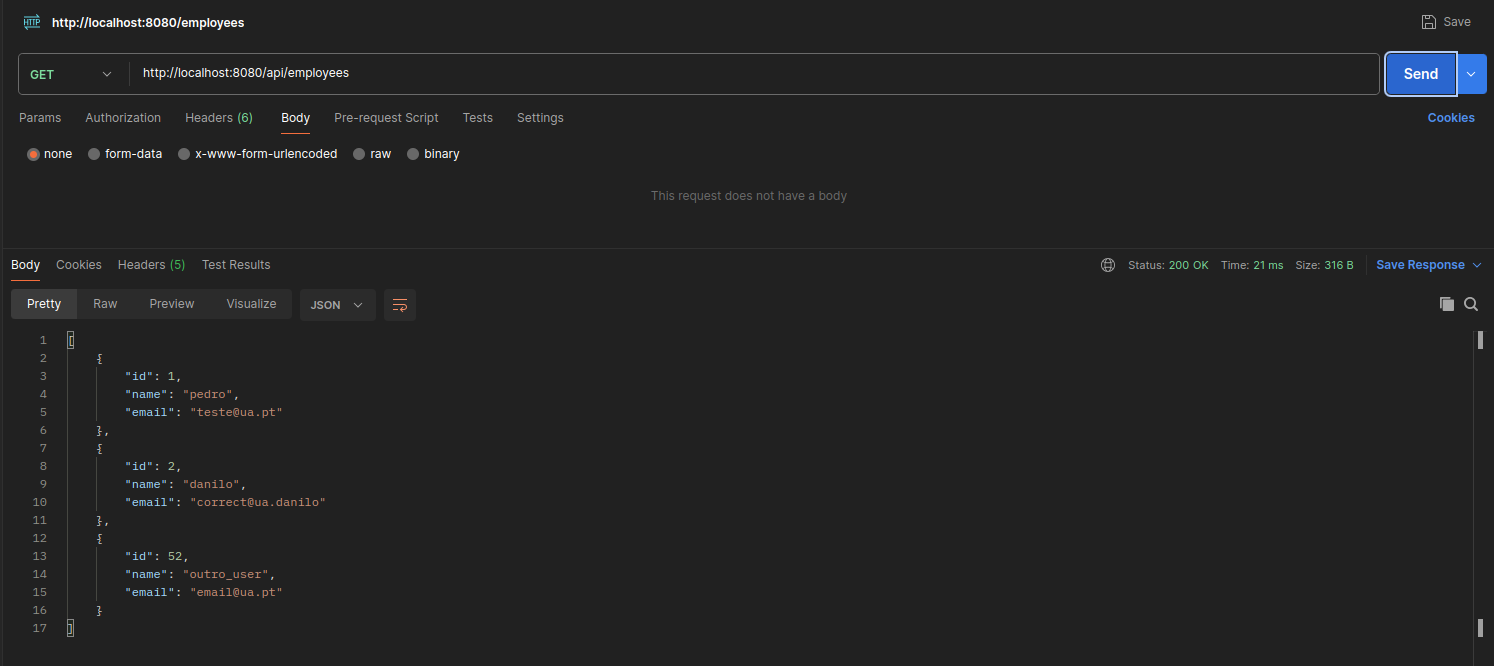 HTTP http://localhost:8080/employees Save
GET http://localhost:8080/api/employees Send
Params Authorization Headers (6) Body Pre-request Script Tests Settings Cookies
none form-data x-www-form-urlencoded raw binary
This request does not have a body
Body Cookies Headers (5) Test Results Status: 200 OK Time: 21 ms Size: 316 B Save Response
Pretty Raw Preview Visualize JSON
1 [
2 {
3 "id": 1,
4 "name": "pedro",
5 "email": "teste@ua.pt"
6 },
7 {
8 "id": 2,
9 "name": "danilo",
10 "email": "correct@ua.danilo"
11 },
12 {
13 "id": 52,
14 "name": "outro_user",
15 "email": "email@ua.pt"
16 }
17 ]